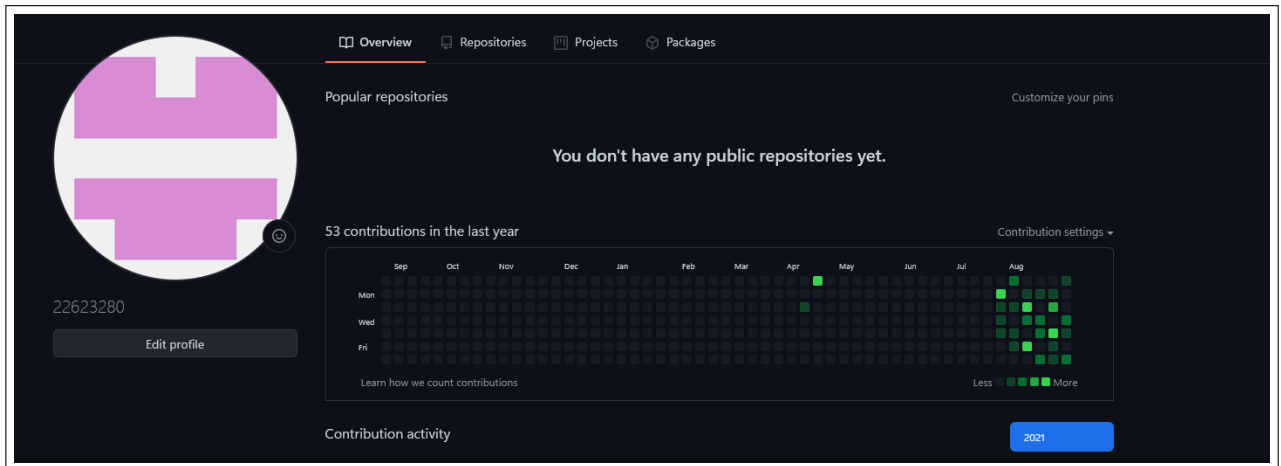 Overview Repositories Projects Packages
Popular repositories Customize your pins
You don't have any public repositories yet.
53 contributions in the last year Contribution settings
Sep Oct Nov Dec Jan Feb Mar Apr May Jun Jul Aug
Mon
Wed
Fri
Learn how we count contributions Less More
22623280
Edit profile
Contribution activity 2021